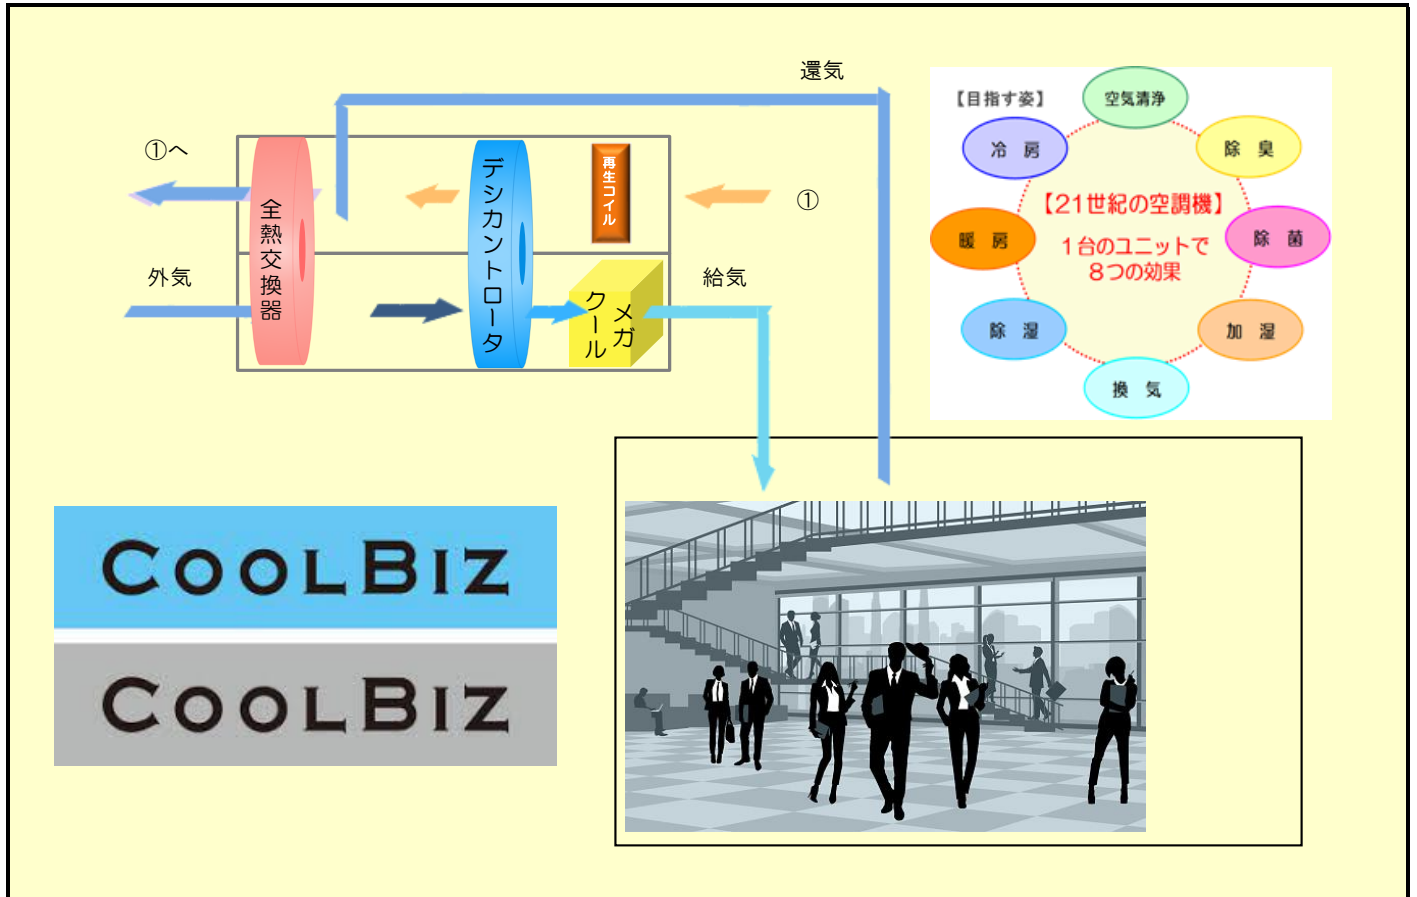 還気
①へ
全熱交換器
デシカントロータ
再生コイル
①
外気
クール
メガ
給気
【目指す姿】
空気清浄
冷 房
除 臭
【21世紀の空調機】
暖 房
除 菌
1台のユニットで
8つの効果
除 湿
加 湿
換 気
COOLBIZ
COOLBIZ